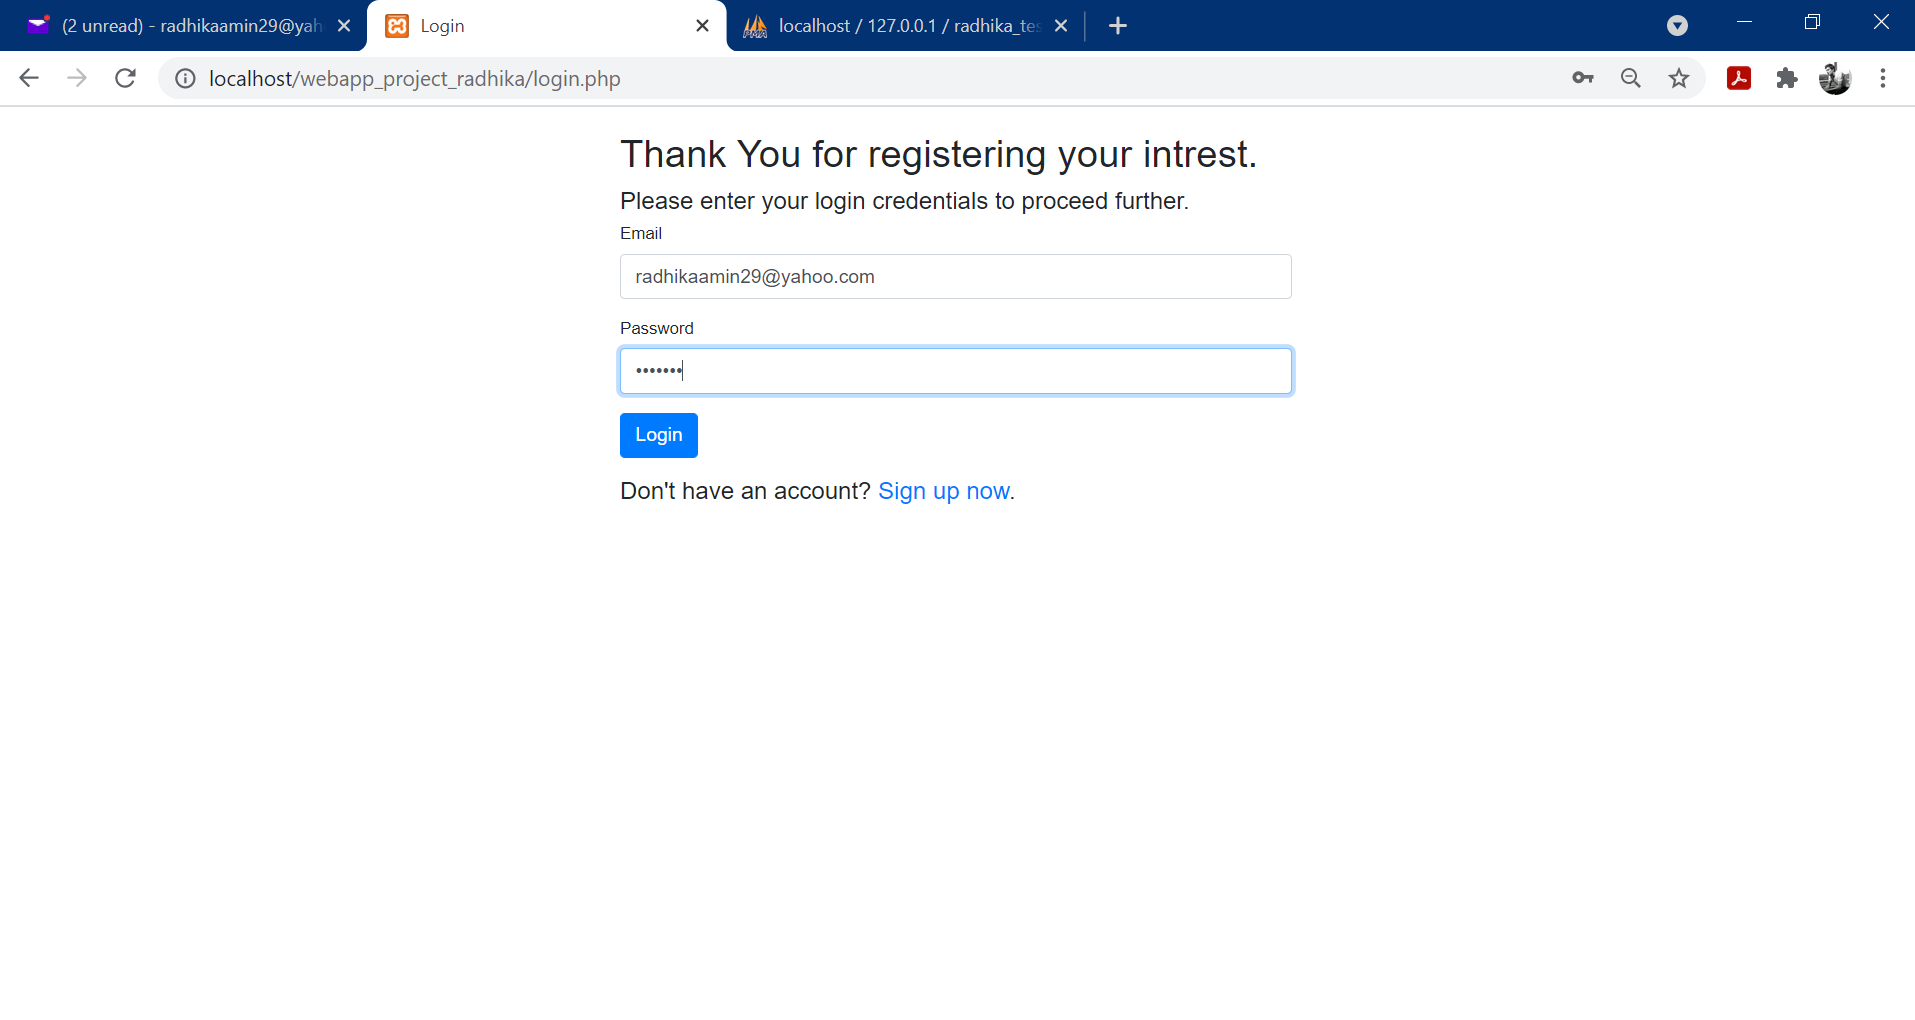 (2 unread) - radhikaamin29@yah
Login
localhost / 127.0.0.1 / radhika_tes
localhost/webapp_project_radhika/login.php
Thank You for registering your intrest.
Please enter your login credentials to proceed further.
Email
radhikaamin29@yahoo.com
Password
•••••••
Login
Don't have an account? Sign up now.